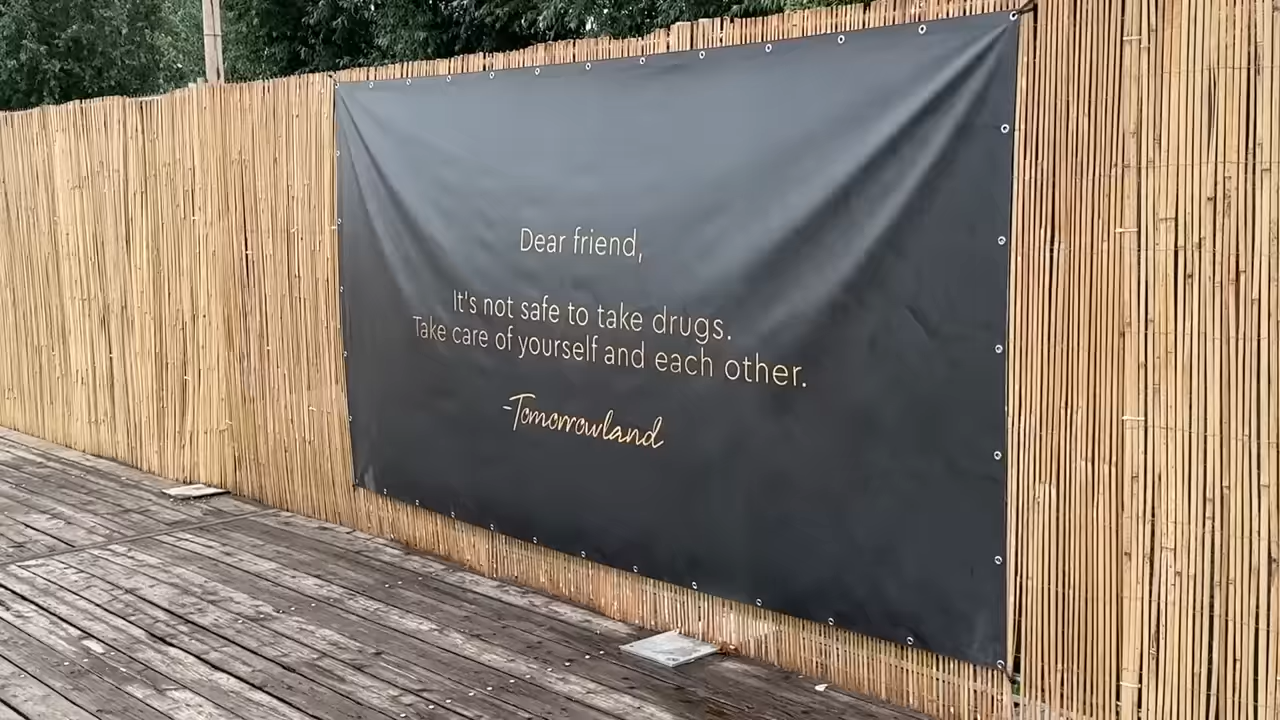 Dear friend,
It's not safe to take drugs.
Take care of yourself and each other.
-Tomorrowland